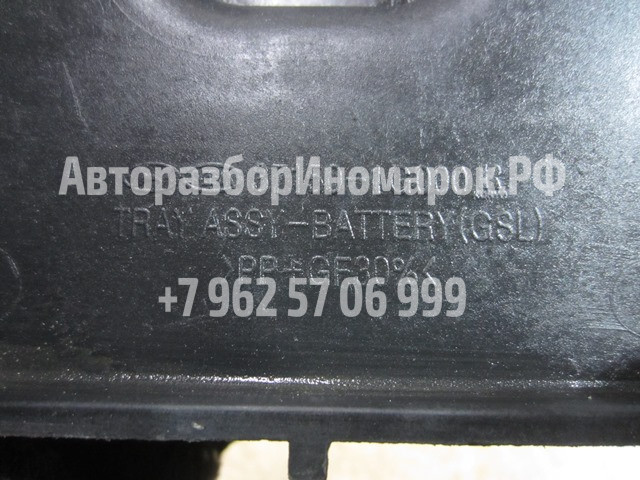 АвторазборИномарок.РФ
TRAY ASSY-BATTERY(GSL)
>PP+GF30%<
+7 962 57 06 999